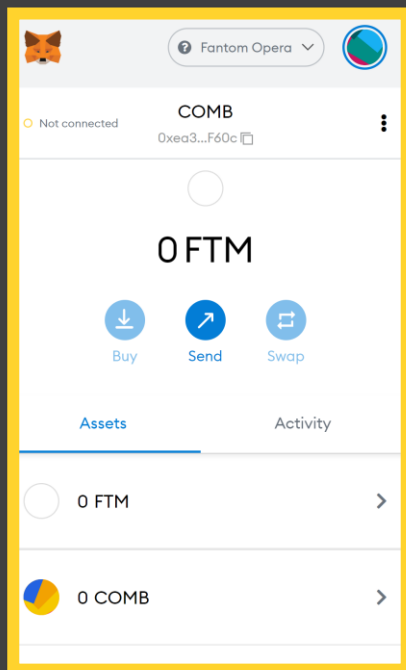 Fantom Opera
Not connected
COMB
0xea3...F60c
0 FTM
Buy
Send
Swap
Assets
Activity
0 FTM
0 COMB